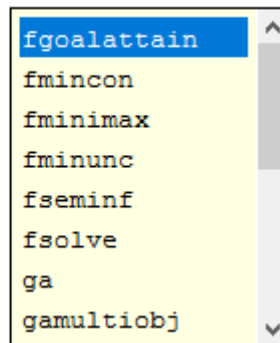 fgoalattain
fmincon
fminimax
fminunc
fseminf
fsolve
ga
gamultiobj